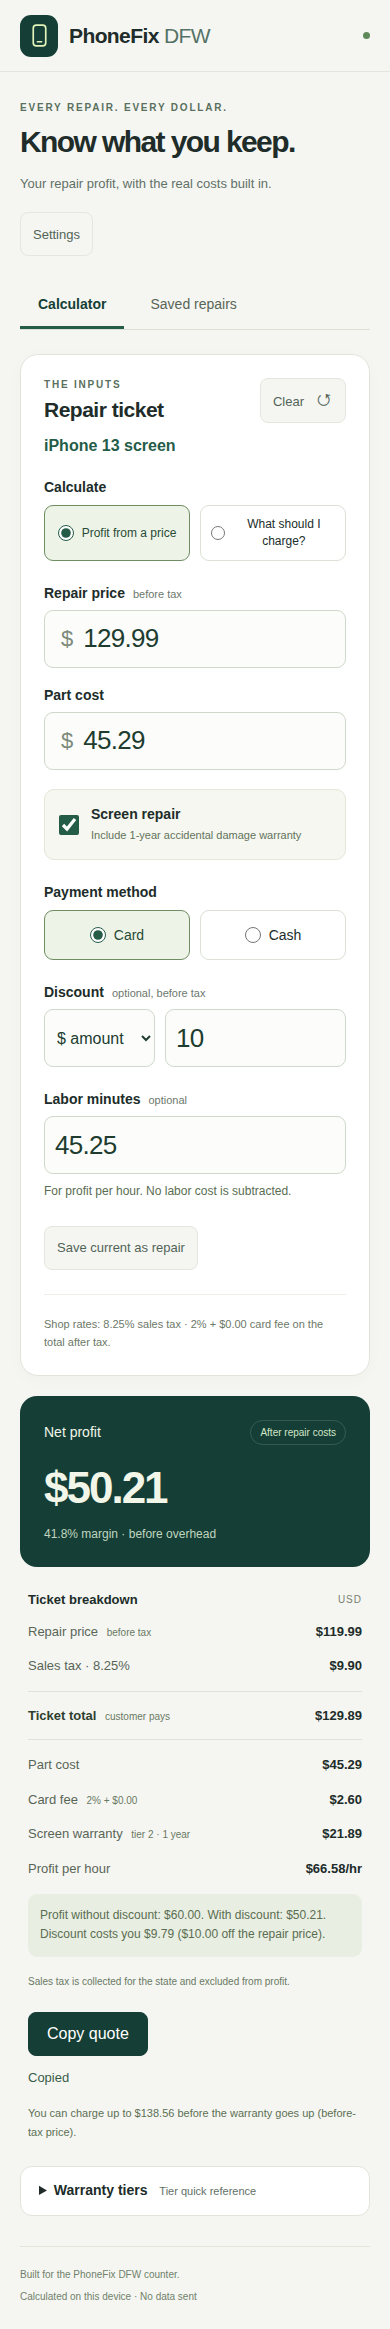 PhoneFix DFW
EVERY REPAIR. EVERY DOLLAR.
Know what you keep.
Your repair profit, with the real costs built in.
Settings
Calculator Saved repairs
THE INPUTS
Repair ticket
Clear
iPhone 13 screen
Calculate
Profit from a price
What should I
charge?
Repair price before tax
$ 129.99
Part cost
$ 45.29
Screen repair
Include 1-year accidental damage warranty
Payment method
Card Cash
Discount optional, before tax
$ amount 10
Labor minutes optional
45.25
For profit per hour. No labor cost is subtracted.
Save current as repair
Shop rates: 8.25% sales tax · 2% + $0.00 card fee on the
total after tax.
Net profit After repair costs
$50.21
41.8% margin · before overhead
Ticket breakdown USD
Repair price before tax $119.99
Sales tax · 8.25% $9.90
Ticket total customer pays $129.89
Part cost $45.29
Card fee 2% + $0.00 $2.60
Screen warranty tier 2 · 1 year $21.89
Profit per hour $66.58/hr
Profit without discount: $60.00. With discount: $50.21.
Discount costs you $9.79 ($10.00 off the repair price).
Sales tax is collected for the state and excluded from profit.
Copy quote
Copied
You can charge up to $138.56 before the warranty goes up (before-
tax price).
Warranty tiers Tier quick reference
Built for the PhoneFix DFW counter.
Calculated on this device · No data sent